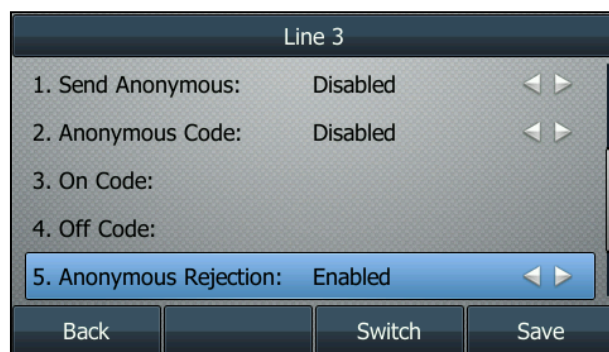 Line 3
1. Send Anonymous: Disabled
2. Anonymous Code: Disabled
3. On Code:
4. Off Code:
5. Anonymous Rejection: Enabled
Back Switch Save